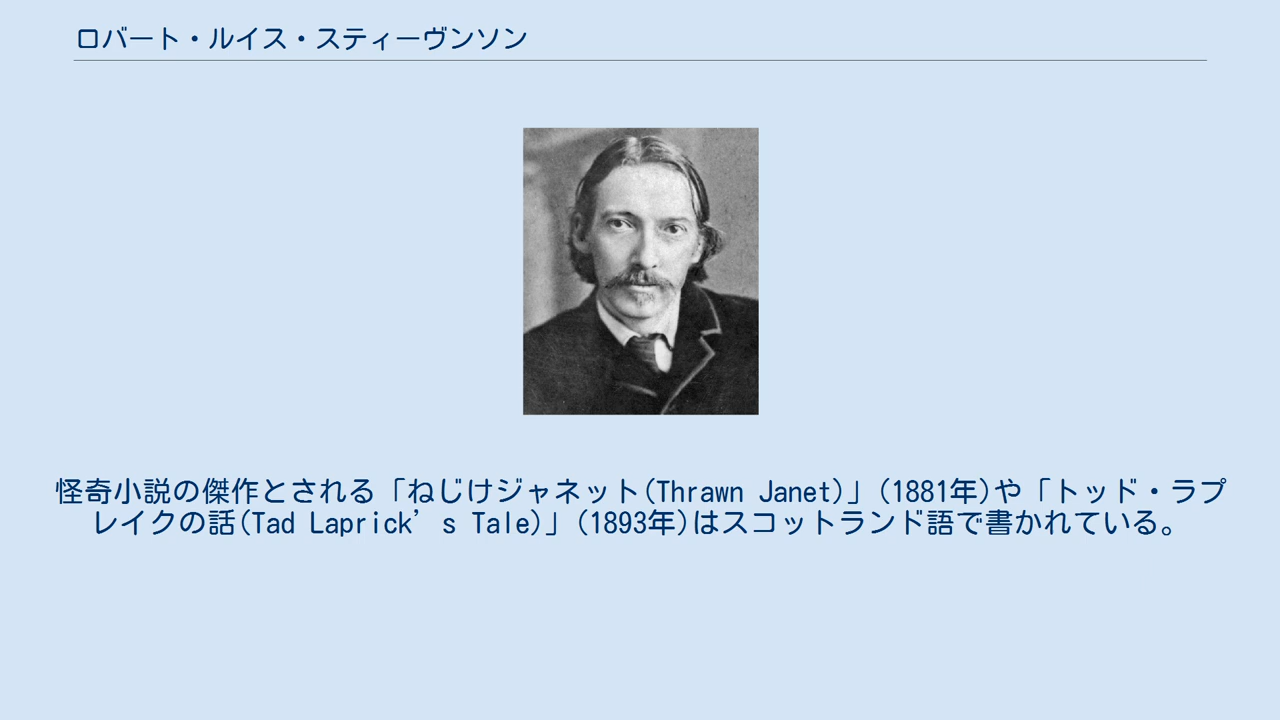 ロバート・ルイス・スティーヴンソン
怪奇小説の傑作とされる「ねじけジャネット(Thrawn Janet)」(1881年)や「トッド・ラプ
レイクの話(Tad Laprick’s Tale)」(1893年)はスコットランド語で書かれている。